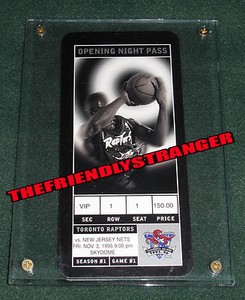 OPENING NIGHT PASS
Raptors
THEFRIENDLYSTRANGER
VIP 1 1 150.00
SEC ROW SEAT PRICE
TORONTO RAPTORS
vs. NEW JERSEY NETS
FRI. NOV. 3, 1995 9:00 pm
SKYDOME
SEASON #1 GAME #1